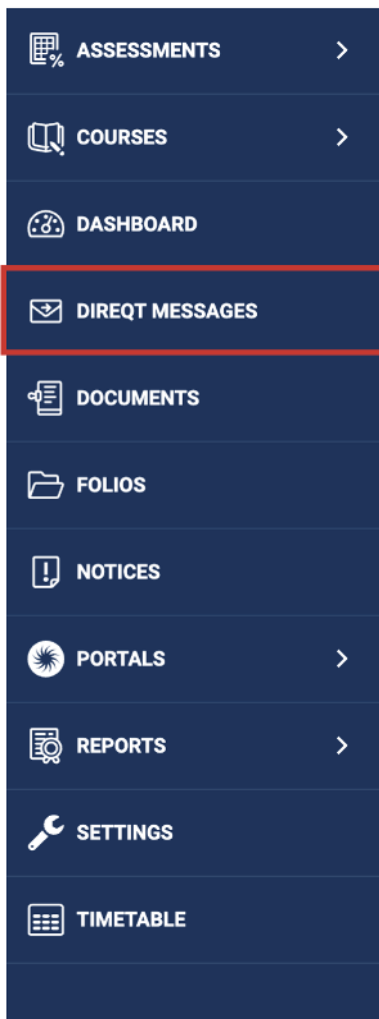 ASSESSMENTS
COURSES
DASHBOARD
DIREQT MESSAGES
DOCUMENTS
FOLIOS
NOTICES
PORTALS
REPORTS
SETTINGS
TIMETABLE